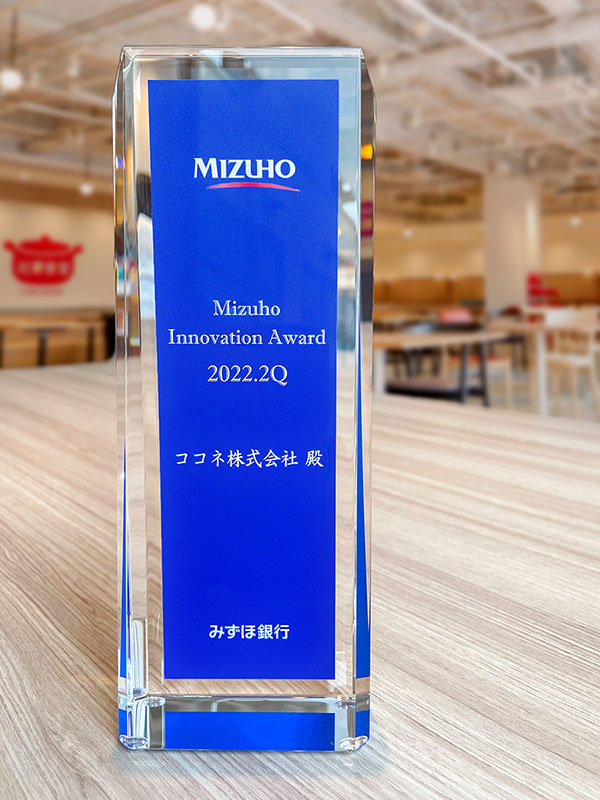 MIZUHO
Mizuho
Innovation Award
2022.2Q
ココネ株式会社 殿
みずほ銀行